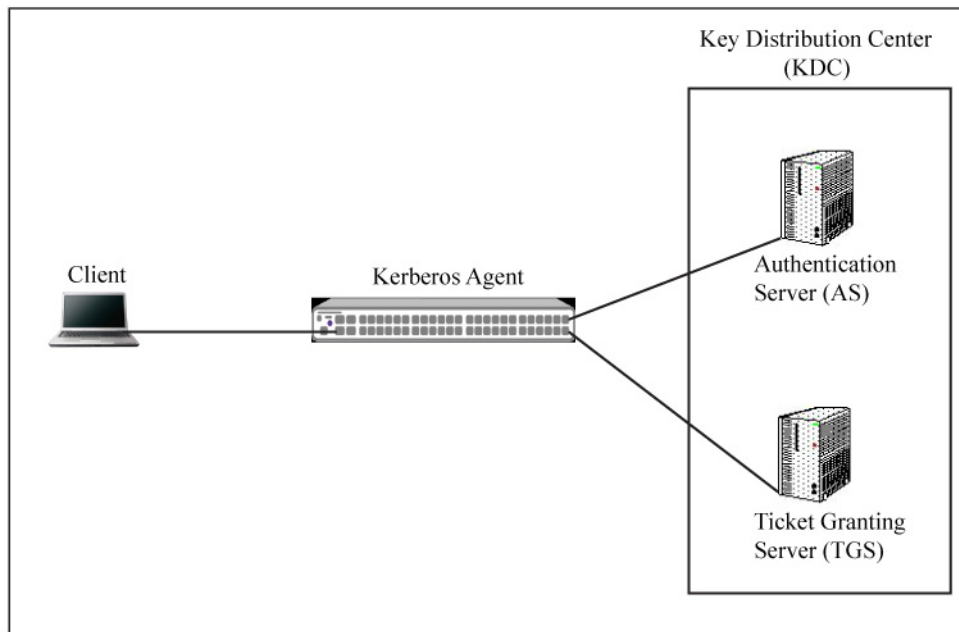 Key Distribution Center
(KDC)
Client
Kerberos Agent
Authentication
Server (AS)
Ticket Granting
Server (TGS)